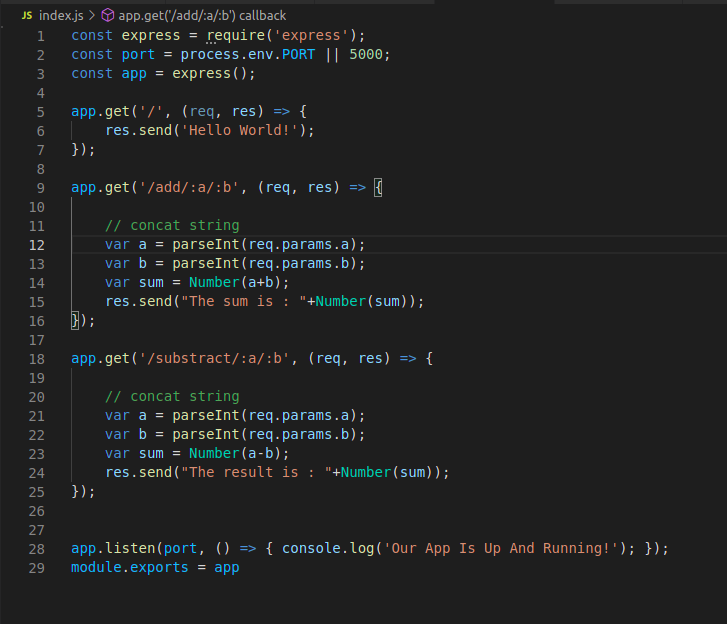 JS index.js > app.get('/add/:a/:b') callback
1 const express = require('express');
2 const port = process.env.PORT || 5000;
3 const app = express();
4
5 app.get('/', (req, res) => {
6     res.send('Hello World!');
7 });
8
9 app.get('/add/:a/:b', (req, res) => {
10
11     // concat string
12     var a = parseInt(req.params.a);
13     var b = parseInt(req.params.b);
14     var sum = Number(a+b);
15     res.send("The sum is : "+Number(sum));
16 });
17
18 app.get('/substract/:a/:b', (req, res) => {
19
20     // concat string
21     var a = parseInt(req.params.a);
22     var b = parseInt(req.params.b);
23     var sum = Number(a-b);
24     res.send("The result is : "+Number(sum));
25 });
26
27
28 app.listen(port, () => { console.log('Our App Is Up And Running!'); });
29 module.exports = app